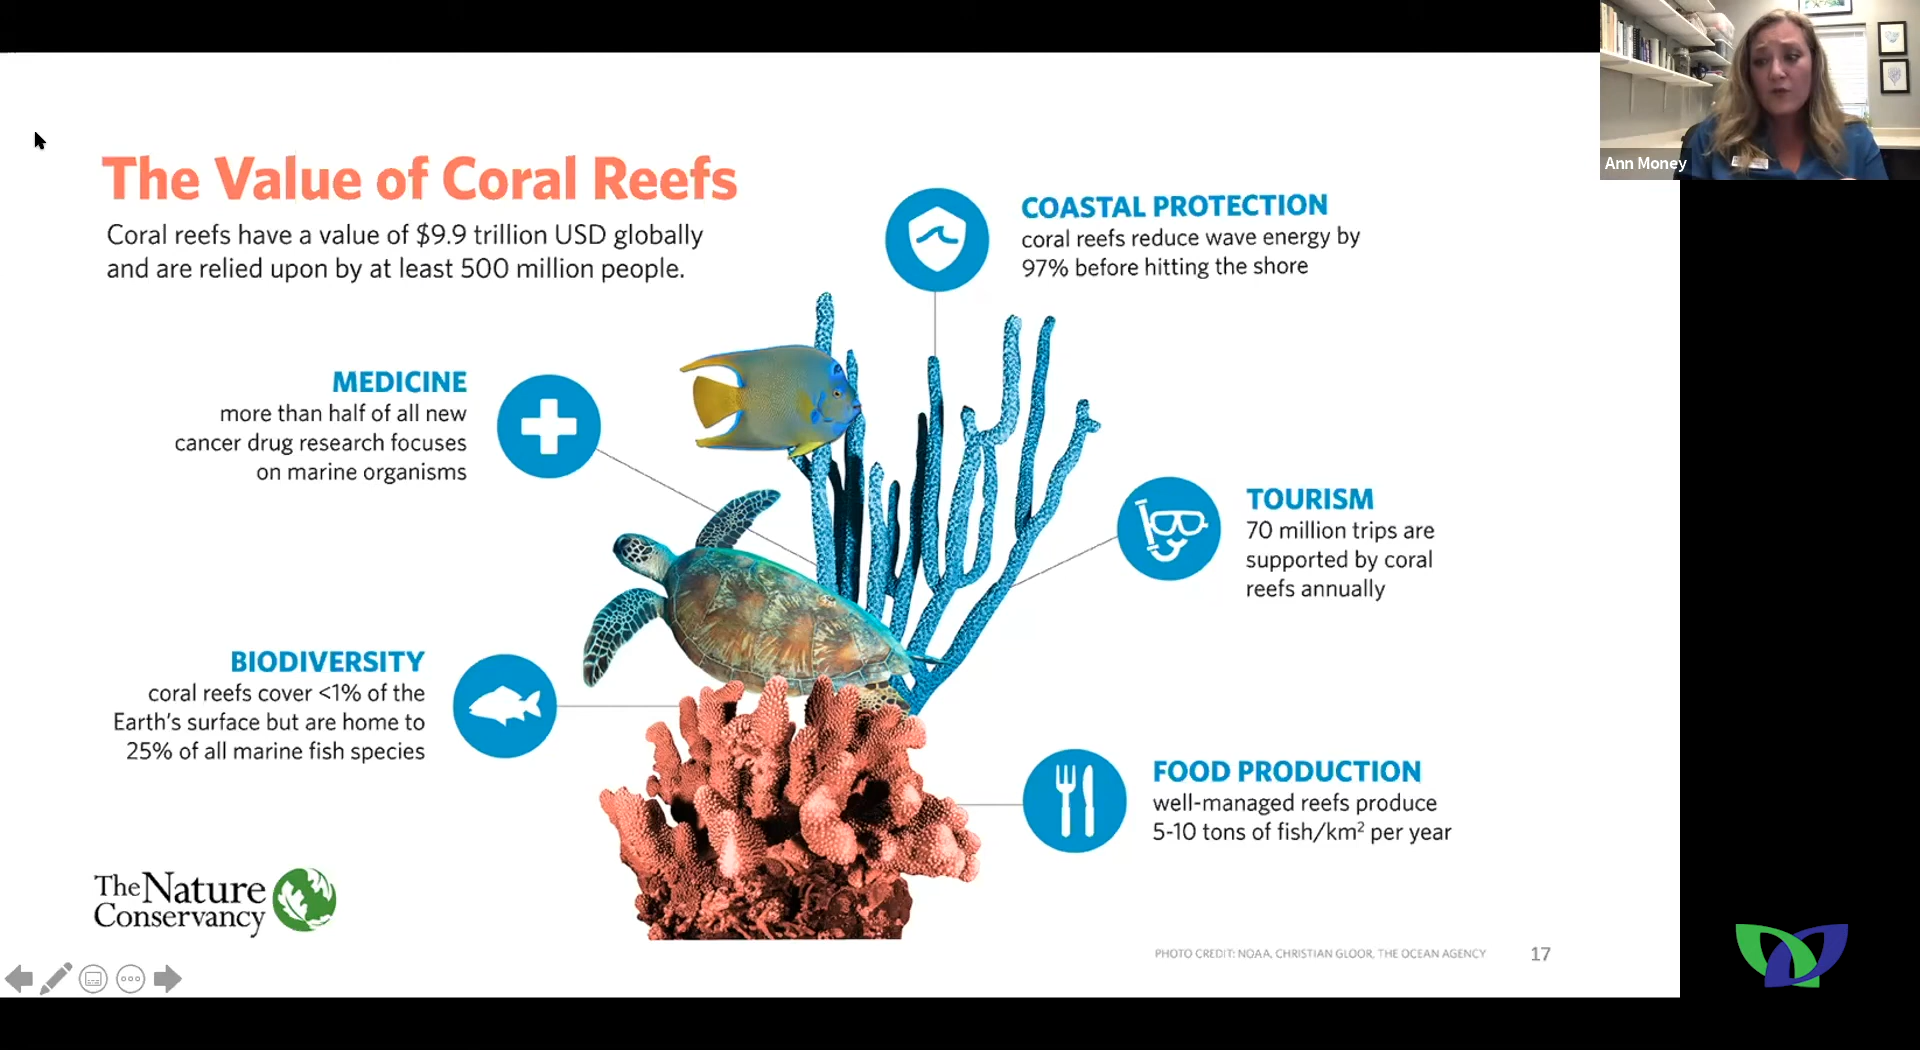 The Value of Coral Reefs
Coral reefs have a value of $9.9 trillion USD globally
and are relied upon by at least 500 million people.
COASTAL PROTECTION
coral reefs reduce wave energy by
97% before hitting the shore
MEDICINE
more than half of all new
cancer drug research focuses
on marine organisms
TOURISM
70 million trips are
supported by coral
reefs annually
BIODIVERSITY
coral reefs cover <1% of the
Earth's surface but are home to
25% of all marine fish species
FOOD PRODUCTION
well-managed reefs produce
5-10 tons of fish/km² per year
The Nature
Conservancy
PHOTO CREDIT: NOAA, CHRISTIAN GLOOR, THE OCEAN AGENCY
17
Ann Money